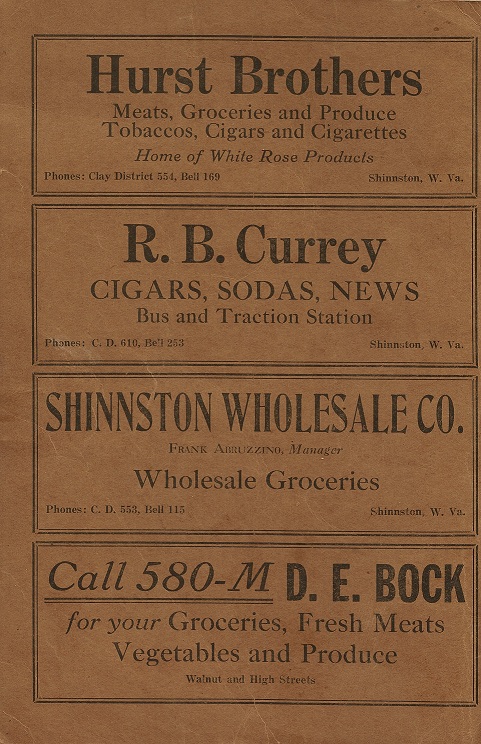 Hurst Brothers
Meats, Groceries and Produce
Tobaccos, Cigars and Cigarettes
Home of White Rose Products
Phones: Clay District 554, Bell 169 Shinnston, W. Va.
R. B. Currey
CIGARS, SODAS, NEWS
Bus and Traction Station
Phones: C. D. 610, Bell 253 Shinnston, W. Va.
SHINNSTON WHOLESALE CO.
FRANK ABRUZZINO, Manager
Wholesale Groceries
Phones: C. D. 553, Bell 115 Shinnston, W. Va.
Call 580-M D. E. BOCK
for your Groceries, Fresh Meats
Vegetables and Produce
Walnut and High Streets